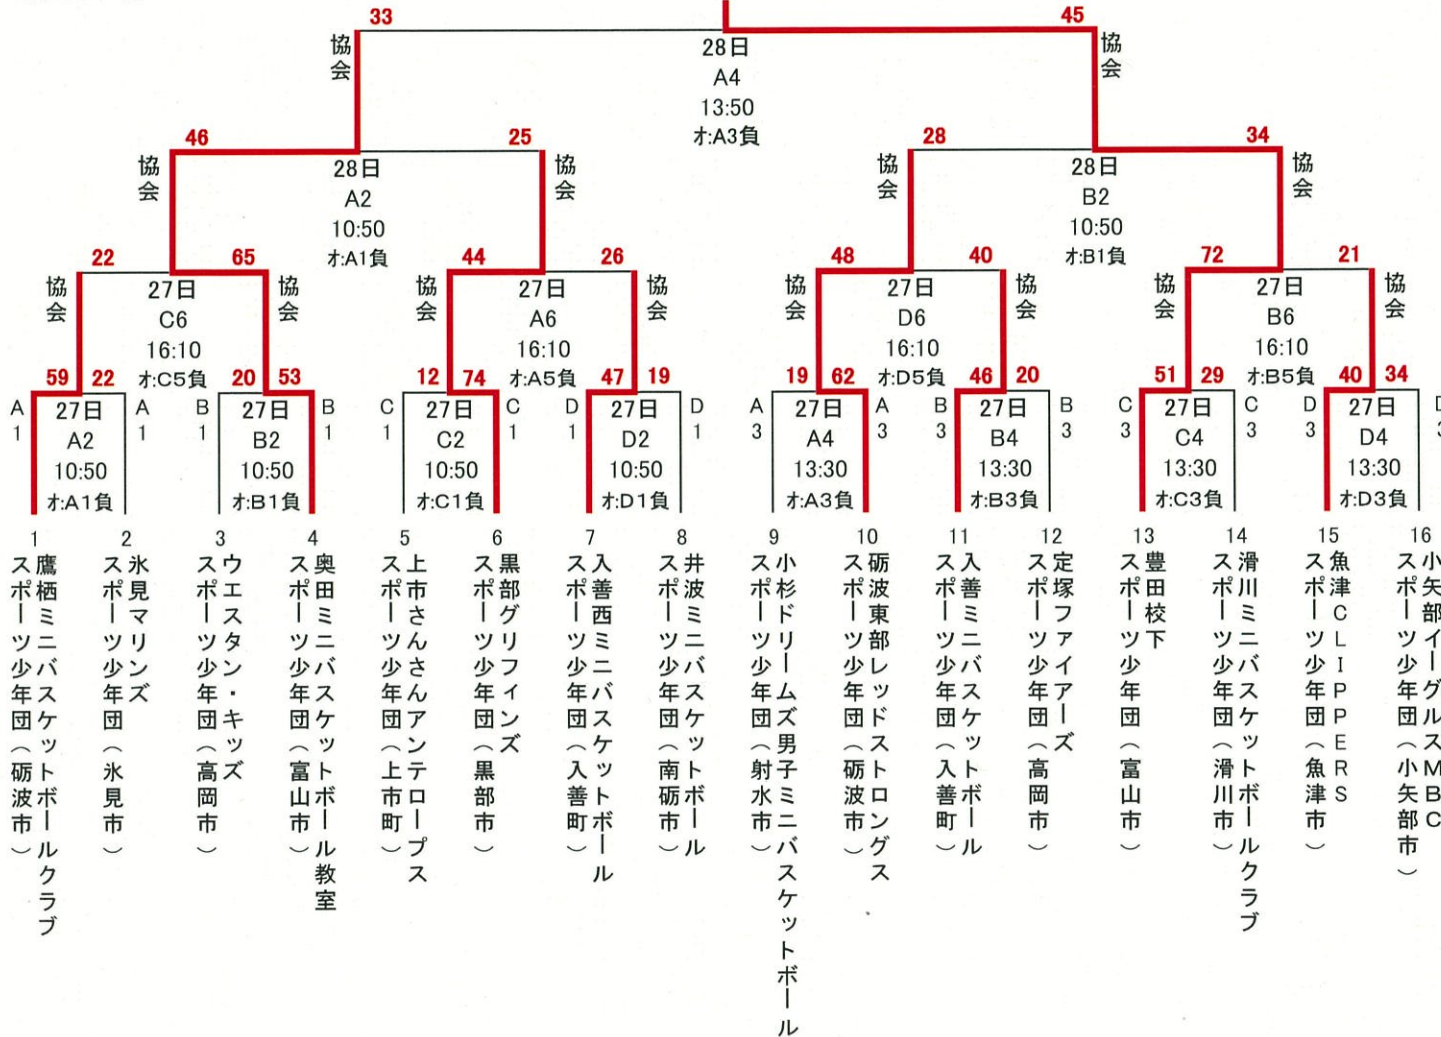 33 45
協会 協会
28日
A4
13:50
オ:A3負
46 25 28 34
協会 協会 協会 協会
28日 28日
A2 B2
10:50 10:50
オ:A1負 オ:B1負
22 65 44 26 48 40 72 21
協会 協会 協会 協会 協会 協会 協会 協会
27日 27日 27日 27日
C6 A6 D6 B6
16:10 16:10 16:10 16:10
オ:C5負 オ:A5負 オ:D5負 オ:B5負
59 22 20 53 12 74 47 19 19 62 46 20 51 29 40 34
A1 A1 B1 B1 C1 C1 D1 D1 A3 A3 B3 B3 C3 C3 D3 D3
27日 27日 27日 27日 27日 27日 27日 27日
A2 B2 C2 D2 A4 B4 C4 D4
10:50 10:50 10:50 10:50 13:30 13:30 13:30 13:30
オ:A1負 オ:B1負 オ:C1負 オ:D1負 オ:A3負 オ:B3負 オ:C3負 オ:D3負
1
鷹栖ミニバスケットボールクラブ
スポーツ少年団(砺波市)
2
氷見マリンズ
スポーツ少年団(氷見市)
3
ウエスタン・キッズ
スポーツ少年団(高岡市)
4
奥田ミニバスケットボール教室
スポーツ少年団(富山市)
5
上市さんさんアンテロープス
スポーツ少年団(上市町)
6
黒部グリフィンズ
スポーツ少年団(黒部市)
7
入善西ミニバスケットボール
スポーツ少年団(入善町)
8
井波ミニバスケットボール
スポーツ少年団(南砺市)
9
小杉ドリームズ男子ミニバスケットボール
スポーツ少年団(射水市)
10
砺波東部レッドストロングス
スポーツ少年団(砺波市)
11
入善ミニバスケットボール
スポーツ少年団(入善町)
12
定塚ファイアーズ
スポーツ少年団(高岡市)
13
豊田校下
スポーツ少年団(富山市)
14
滑川ミニバスケットボールクラブ
スポーツ少年団(滑川市)
15
魚津CLIPPERS
スポーツ少年団(魚津市)
16
小矢部イーグルスMBC
スポーツ少年団(小矢部市)